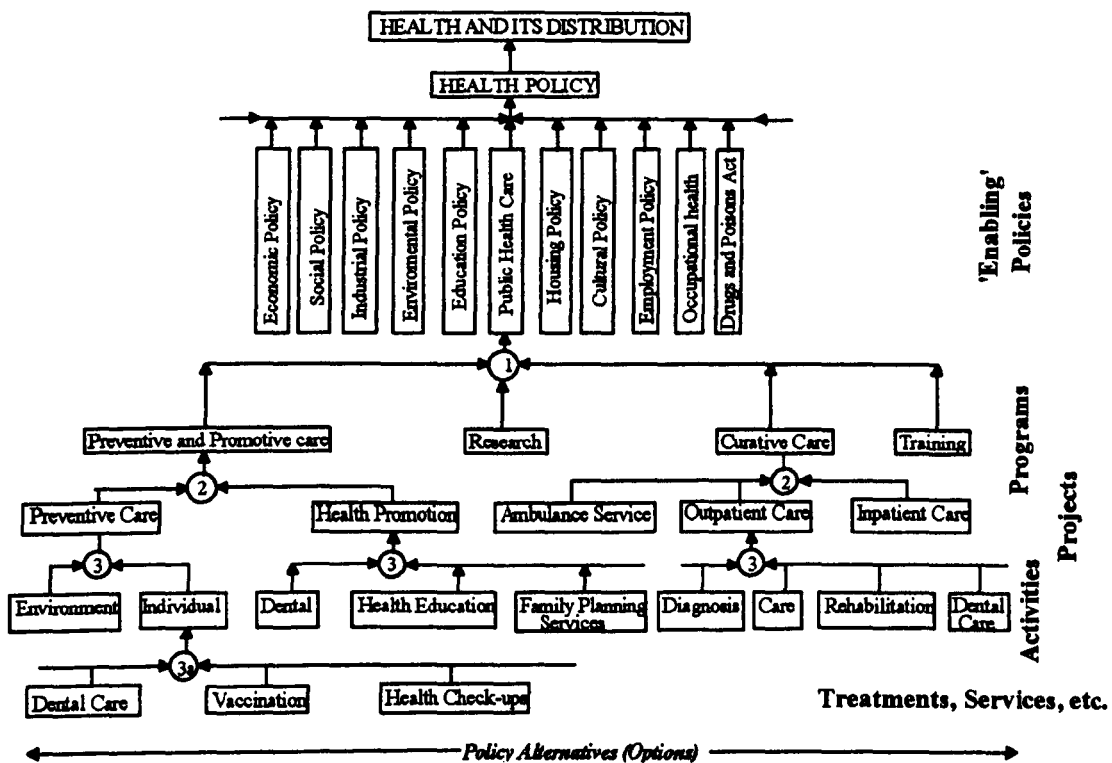 HEALTH AND ITS DISTRIBUTION
HEALTH POLICY
Economic Policy
Social Policy
Industrial Policy
Enviromental Policy
Education Policy
Public Health Care
Housing Policy
Cultural Policy
Employment Policy
Occupational health
Drugs and Poisons Act
'Enabling'
Policies
1
Preventive and Promotive care
Research
Curative Care
Training
Programs
2
2
Preventive Care
Health Promotion
Ambulance Service
Outpatient Care
Inpatient Care
Projects
3
3
3
Environment
Individual
Dental
Health Education
Family Planning
Services
Diagnosis
Care
Rehabilitation
Dental
Care
Activities
3a
Dental Care
Vaccination
Health Check-ups
Treatments, Services, etc.
Policy Alternatives (Options)